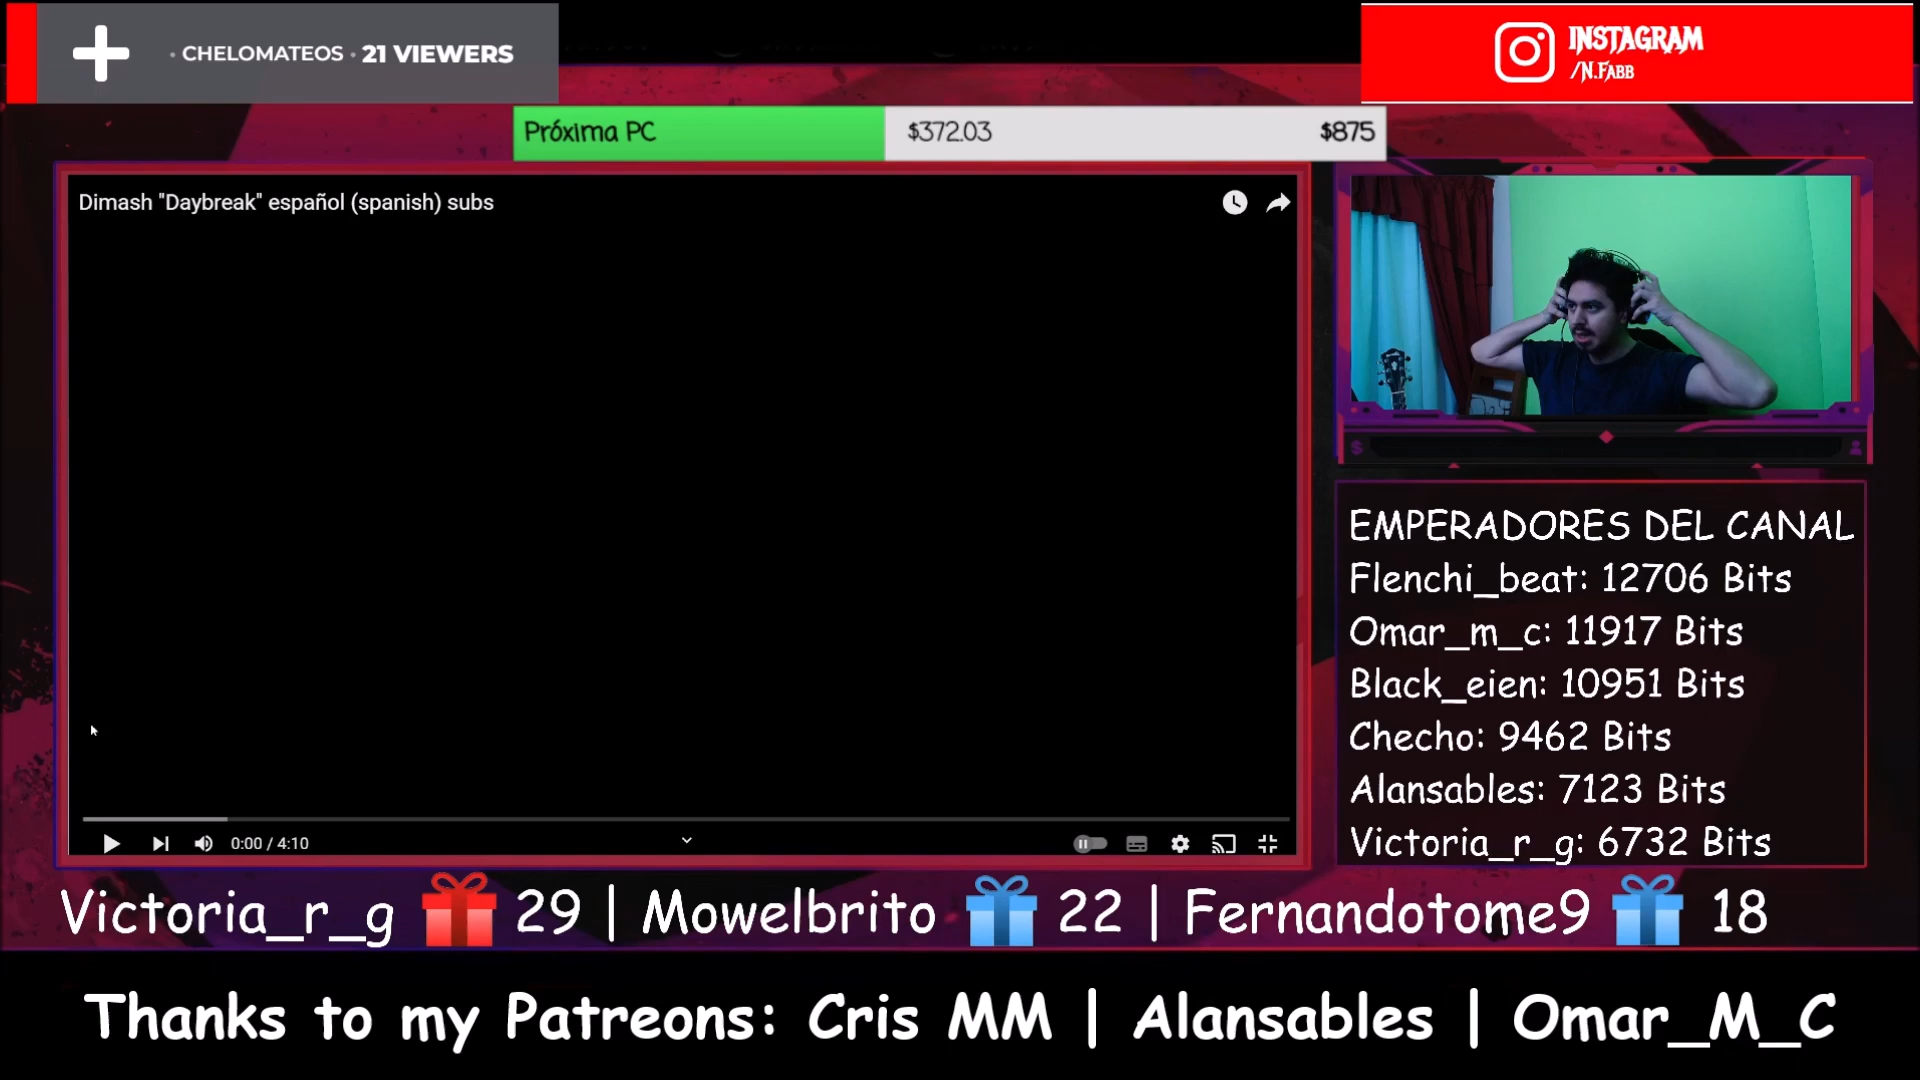 · CHELOMATEOS · 21 VIEWERS
INSTAGRAM
/N.FABB
Próxima PC $372.03 $875
Dimash "Daybreak" español (spanish) subs
0:00 / 4:10
EMPERADORES DEL CANAL
Flenchi_beat: 12706 Bits
Omar_m_c: 11917 Bits
Black_eien: 10951 Bits
Checho: 9462 Bits
Alansables: 7123 Bits
Victoria_r_g: 6732 Bits
Victoria_r_g 29 | Mowelbrito 22 | Fernandotome9 18
Thanks to my Patreons: Cris MM | Alansables | Omar_M_C